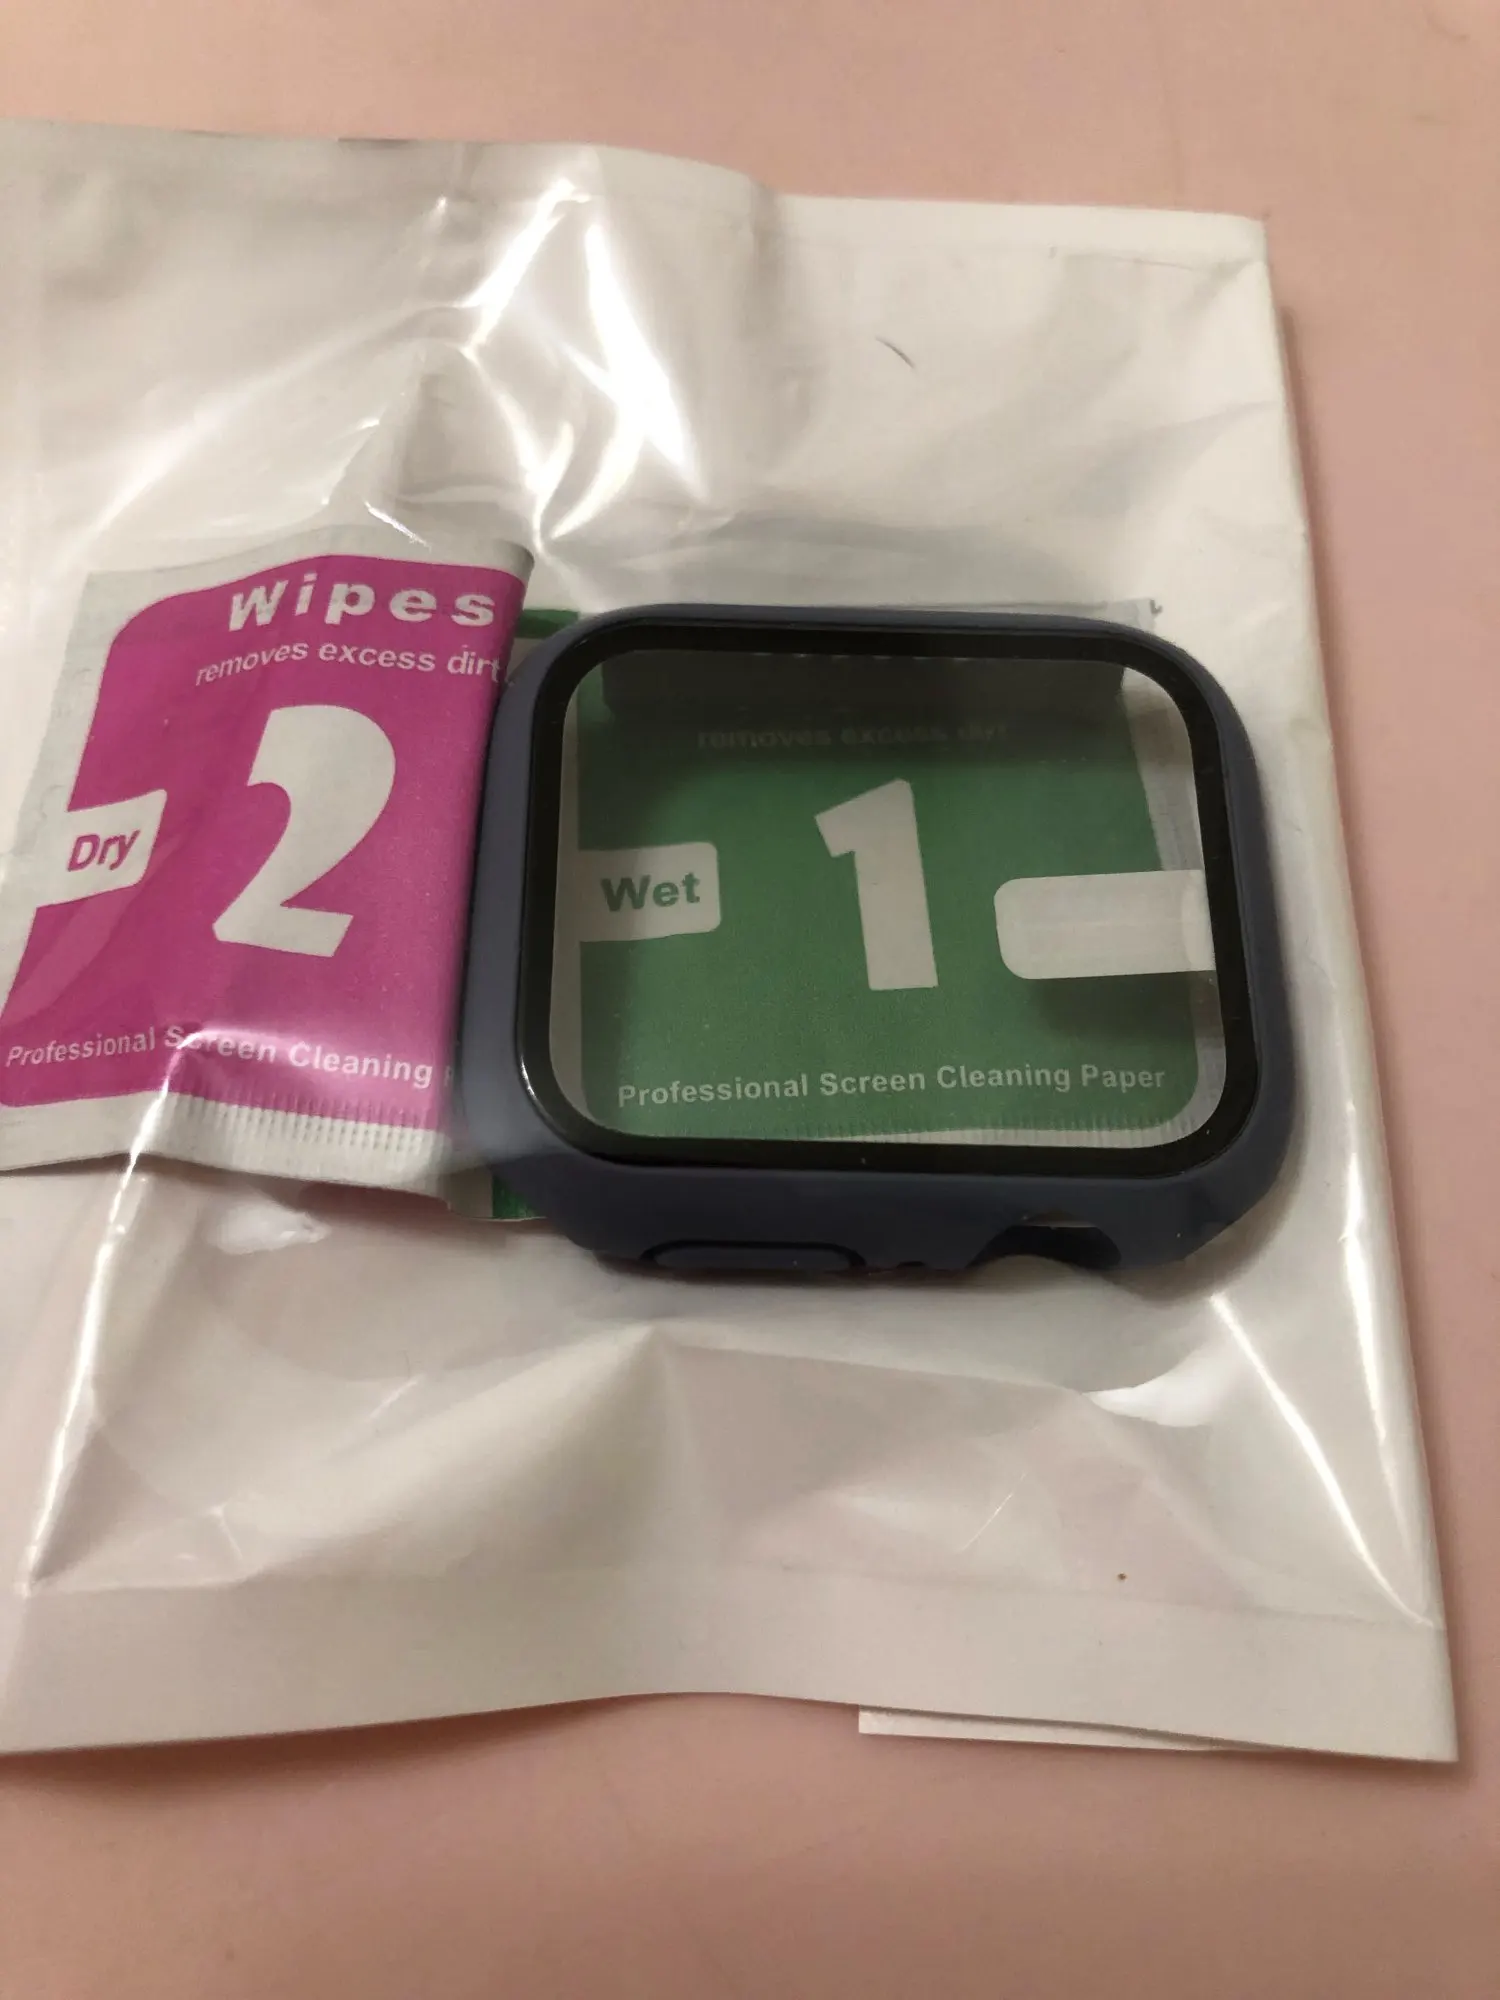 Wipes
removes excess dirt
2
Dry
Professional Screen Cleaning
removes excess dirt
1
Wet
Professional Screen Cleaning Paper